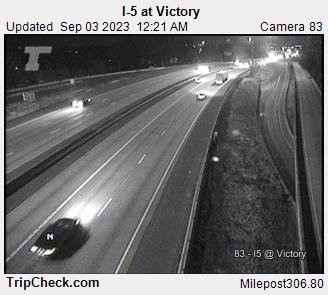 I-5 at Victory
Updated Sep 03 2023 12:21 AM Camera 83
T
N
83 - I5 @ Victory
TripCheck.com Milepost306.80